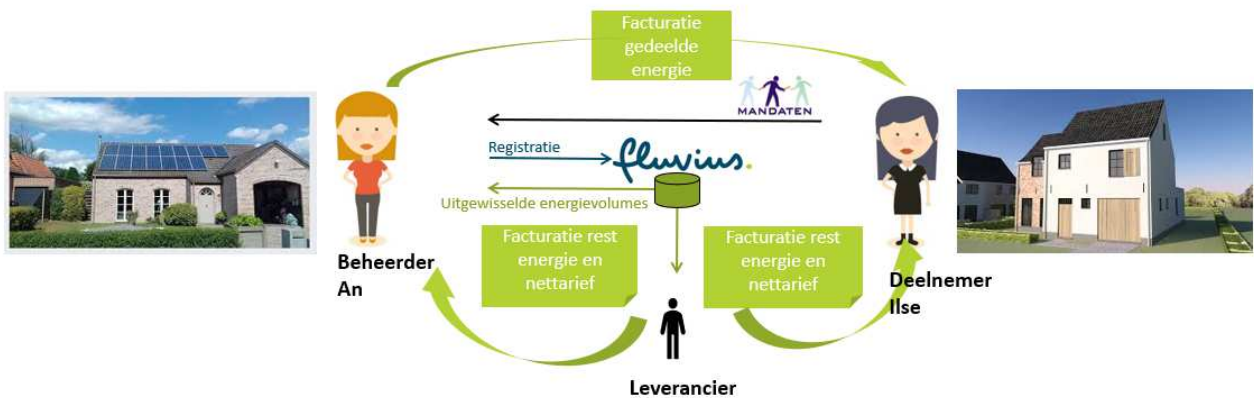 Facturatie
gedeelde
energie
MANDATEN
Registratie
fluvius.
Uitgewisselde energievolumes
Facturatie rest
energie en
nettarief
Facturatie rest
energie en
nettarief
Beheerder
An
Deelnemer
Ilse
Leverancier